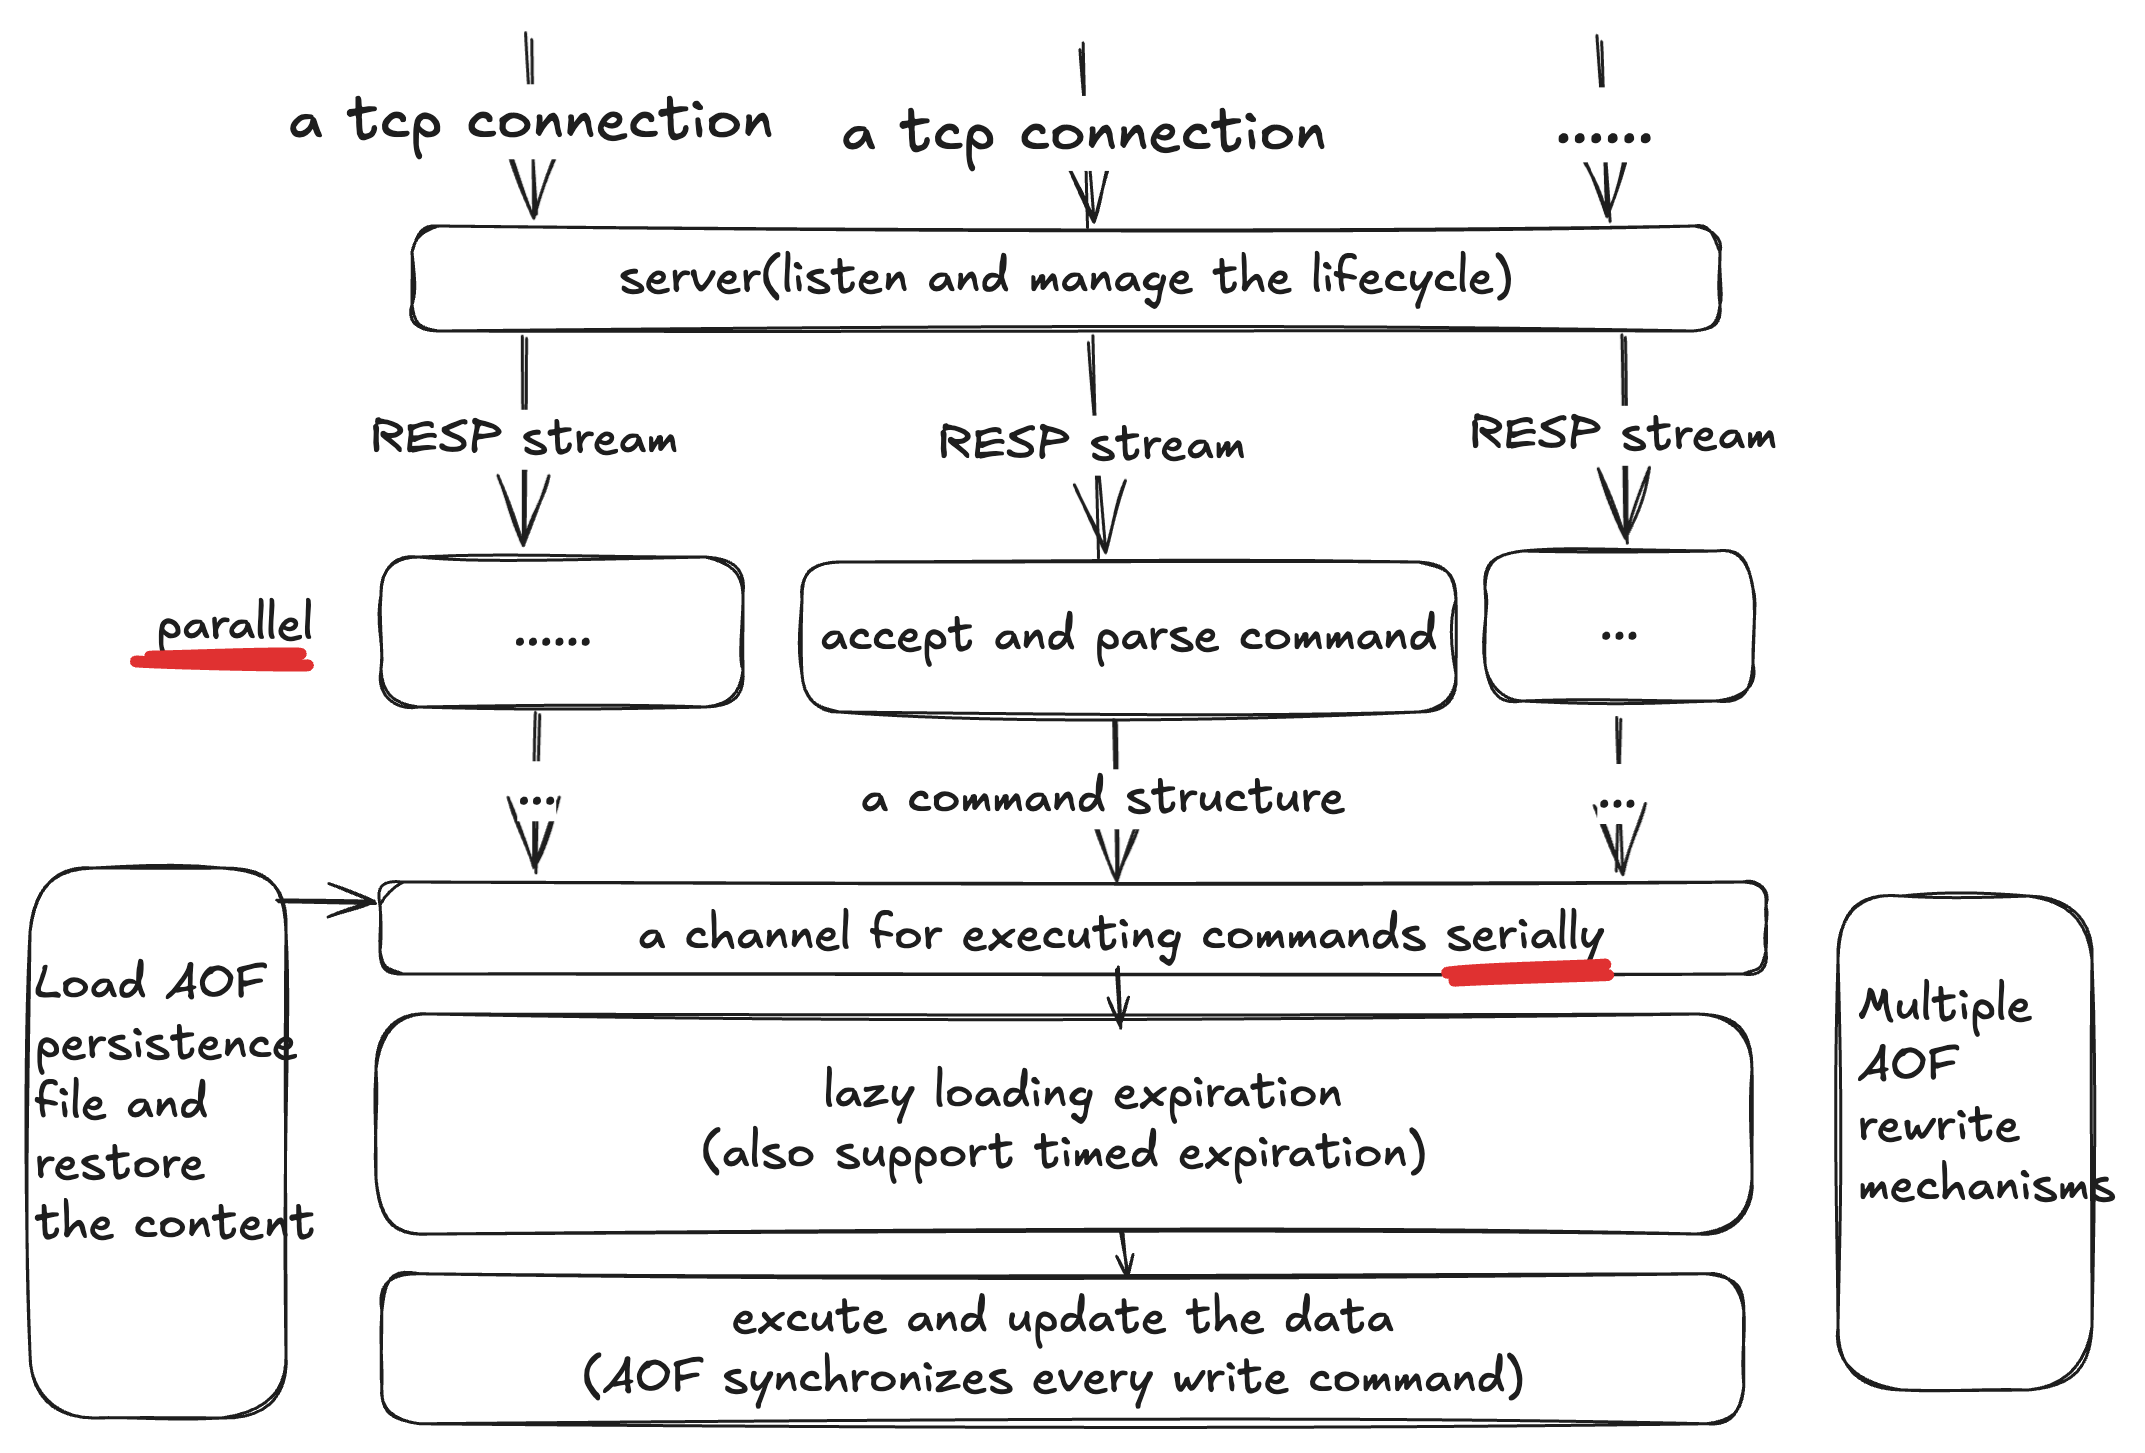 a tcp connection
a tcp connection
......
server(listen and manage the lifecycle)
RESP stream
RESP stream
RESP stream
parallel
......
accept and parse command
...
...
a command structure
...
a channel for executing commands serially
Load AOF
persistence
file and
restore
the content
lazy loading expiration
(also support timed expiration)
excute and update the data
(AOF synchronizes every write command)
Multiple
AOF
rewrite
mechanisms